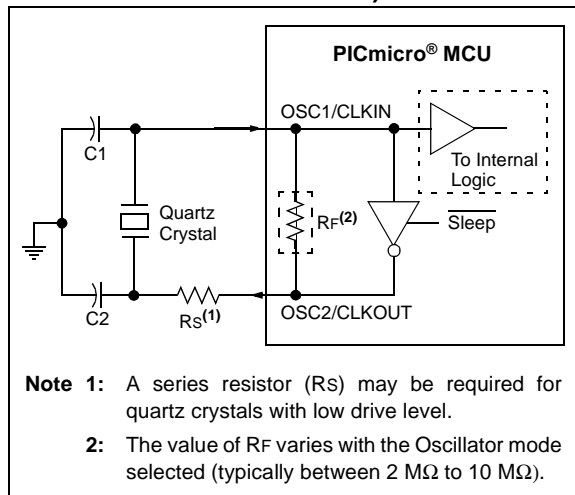 PICmicro® MCU
OSC1/CLKIN
C1
To Internal
Logic
Quartz
Crystal
RF(2)
Sleep
C2
RS(1)
OSC2/CLKOUT
Note 1: A series resistor (RS) may be required for
quartz crystals with low drive level.
2: The value of RF varies with the Oscillator mode
selected (typically between 2 MΩ to 10 MΩ).